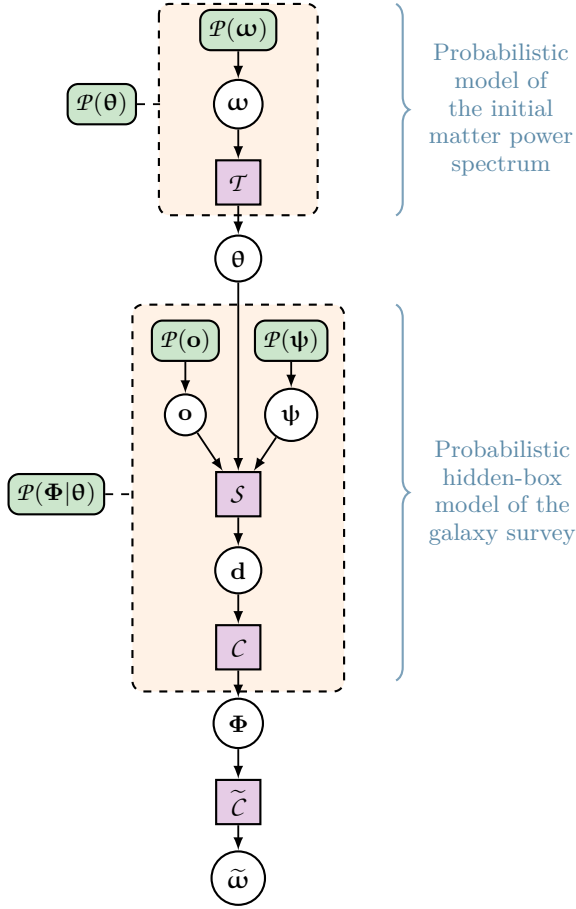 𝒫(ω)
Probabilistic
model of
the initial
matter power
spectrum
𝒫(θ)
ω
𝒯
θ
𝒫(o)
𝒫(ψ)
o
ψ
Probabilistic
hidden-box
model of the
galaxy survey
𝒫(Φ|θ)
𝒮
d
𝒞
Φ
𝒞̃
ω̃